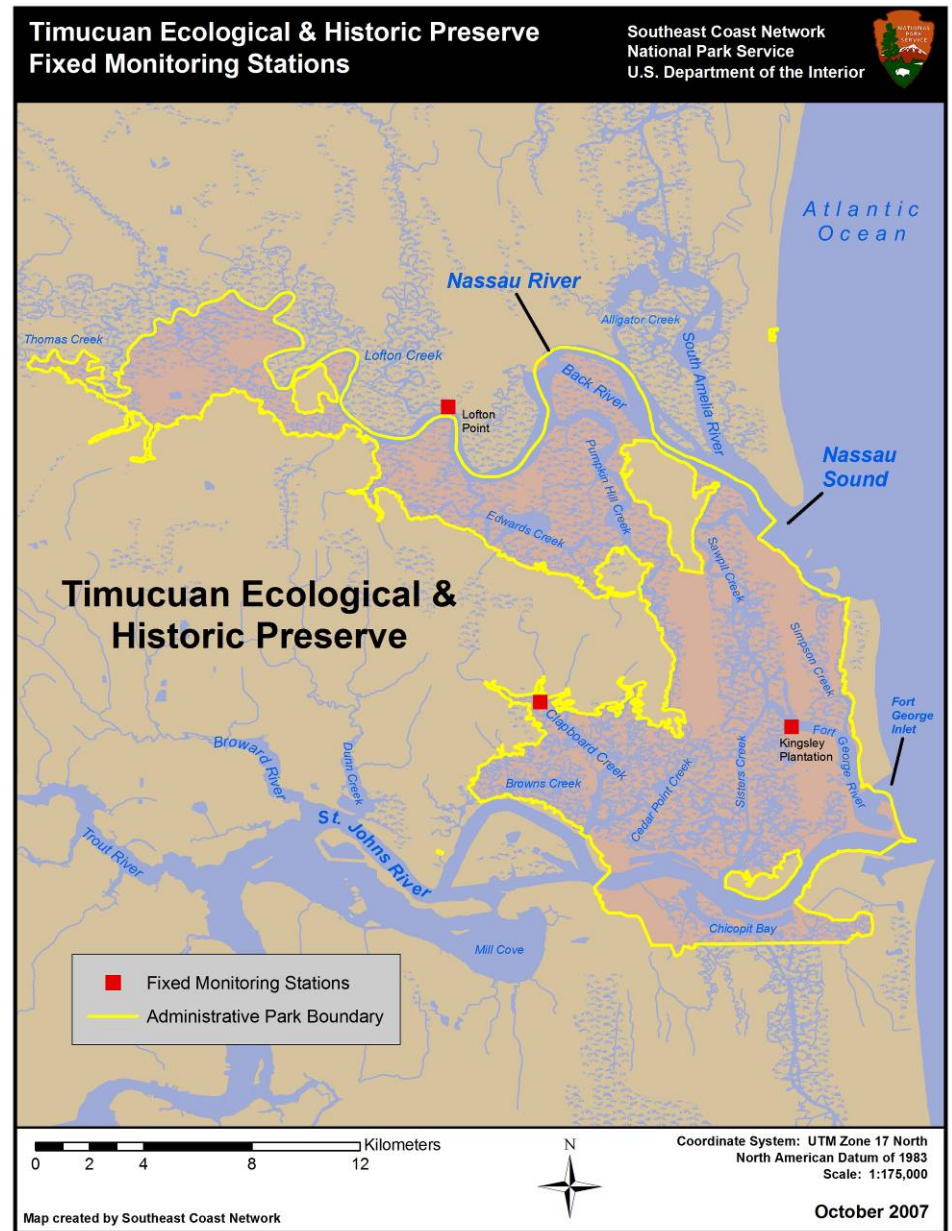 Timucuan Ecological & Historic Preserve
Fixed Monitoring Stations
Southeast Coast Network
National Park Service
U.S. Department of the Interior
NATIONAL
PARK
SERVICE
Atlantic
Ocean
Nassau River
Thomas Creek
Alligator Creek
Lofton Creek
South Amelia River
Back River
Lofton
Point
Pumpkin Hill Creek
Nassau
Sound
Edwards Creek
Sawpit Creek
Timucuan Ecological &
Historic Preserve
Simpson Creek
Fort
George
Inlet
Clapboard Creek
Fort George River
Kingsley
Plantation
Broward River
Dunn Creek
Browns Creek
Cedar Point Creek
Sisters Creek
St. Johns River
Trout River
Chicopit Bay
Mill Cove
Fixed Monitoring Stations
Administrative Park Boundary
Kilometers
0 2 4 8 12
N
Coordinate System: UTM Zone 17 North
North American Datum of 1983
Scale: 1:175,000
October 2007
Map created by Southeast Coast Network